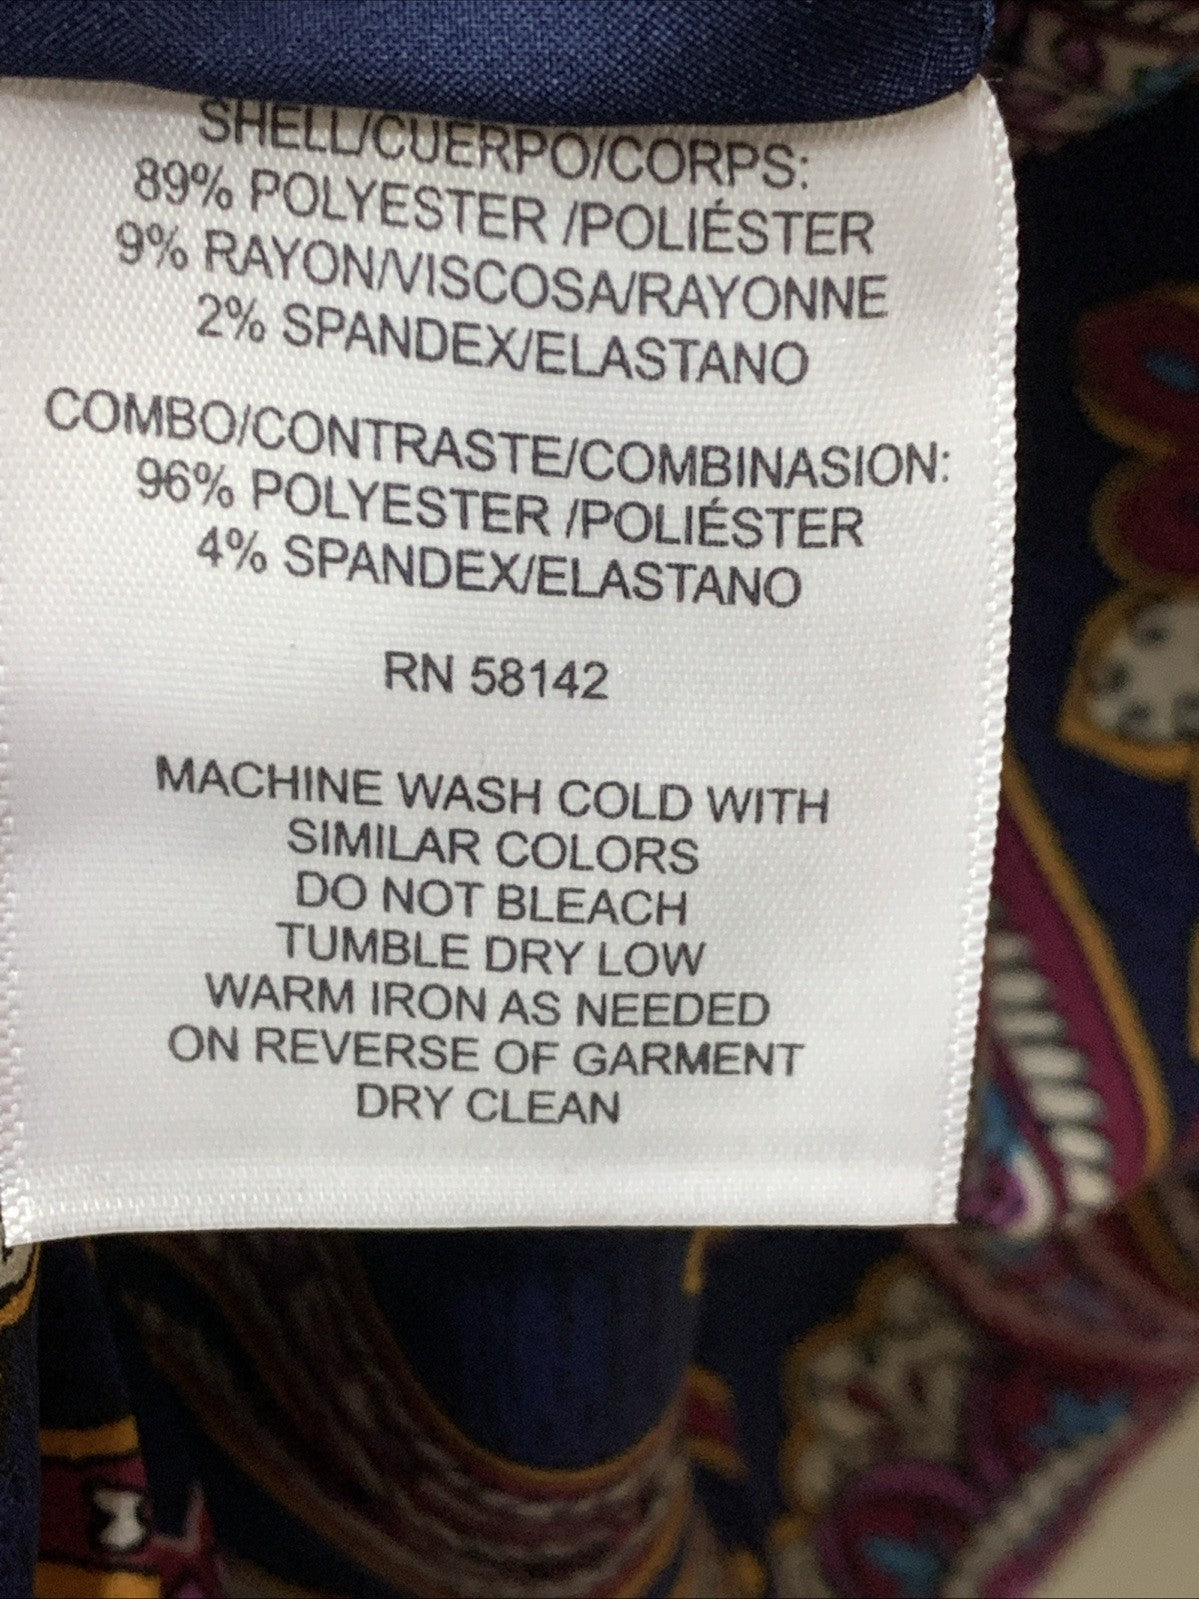 SHELL/CUERPO/CORPS:
89% POLYESTER /POLIÉSTER
9% RAYON/VISCOSA/RAYONNE
2% SPANDEX/ELASTANO
COMBO/CONTRASTE/COMBINASION:
96% POLYESTER /POLIÉSTER
4% SPANDEX/ELASTANO
RN 58142
MACHINE WASH COLD WITH
SIMILAR COLORS
DO NOT BLEACH
TUMBLE DRY LOW
WARM IRON AS NEEDED
ON REVERSE OF GARMENT
DRY CLEAN